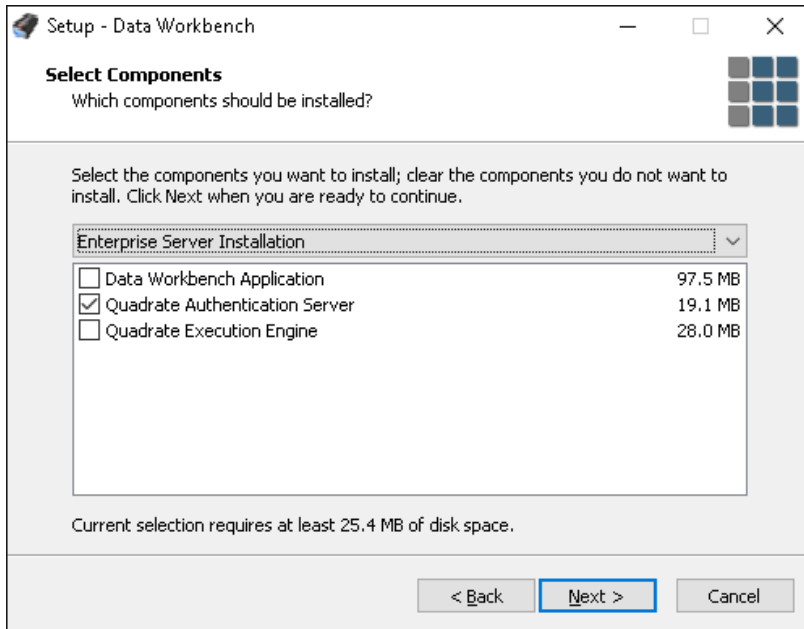 Setup - Data Workbench
Select Components
Which components should be installed?
Select the components you want to install; clear the components you do not want to
install. Click Next when you are ready to continue.
Enterprise Server Installation
Data Workbench Application 97.5 MB
Quadrate Authentication Server 19.1 MB
Quadrate Execution Engine 28.0 MB
Current selection requires at least 25.4 MB of disk space.
< Back Next > Cancel